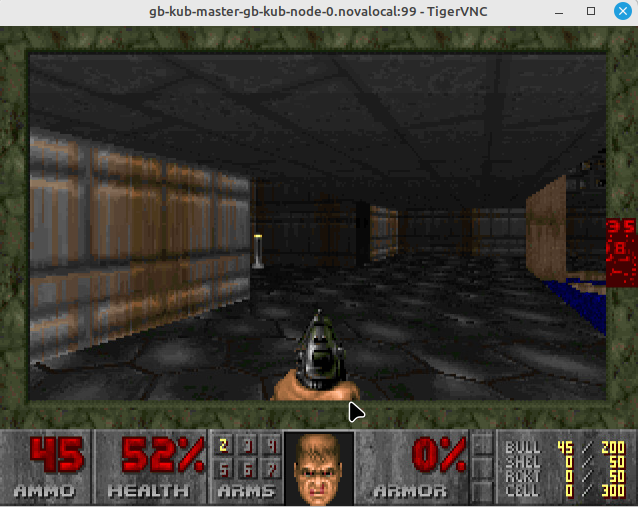 gb-kub-master-gb-kub-node-0.novalocal:99 - TigerVNC
45 52% 2 3 4 0% BULL 45 / 200
SHEL 0 / 50
5 6 7 RCKT 0 / 50
AMMO HEALTH ARMS ARMOR CELL 0 / 300